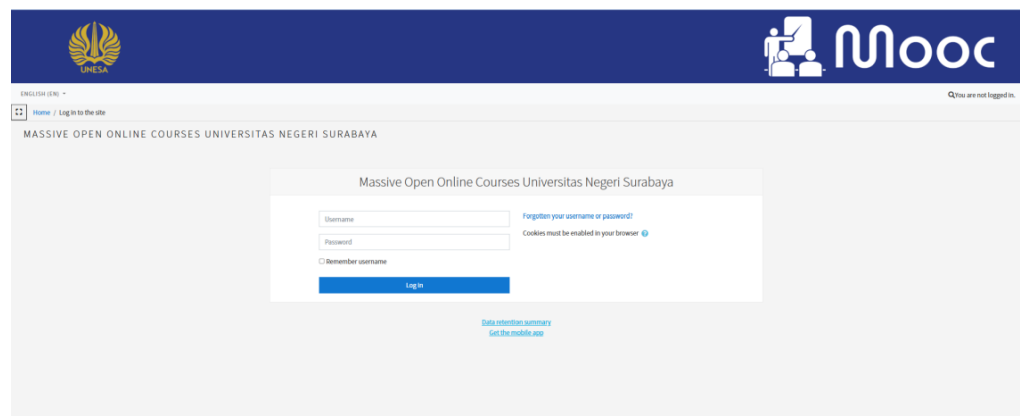 UNESA
Mooc
ENGLISH (EN)
You are not logged in.
Home / Log in to the site
MASSIVE OPEN ONLINE COURSES UNIVERSITAS NEGERI SURABAYA
Massive Open Online Courses Universitas Negeri Surabaya
Username
Password
Remember username
Log in
Forgotten your username or password?
Cookies must be enabled in your browser
Data retention summary
Get the mobile app